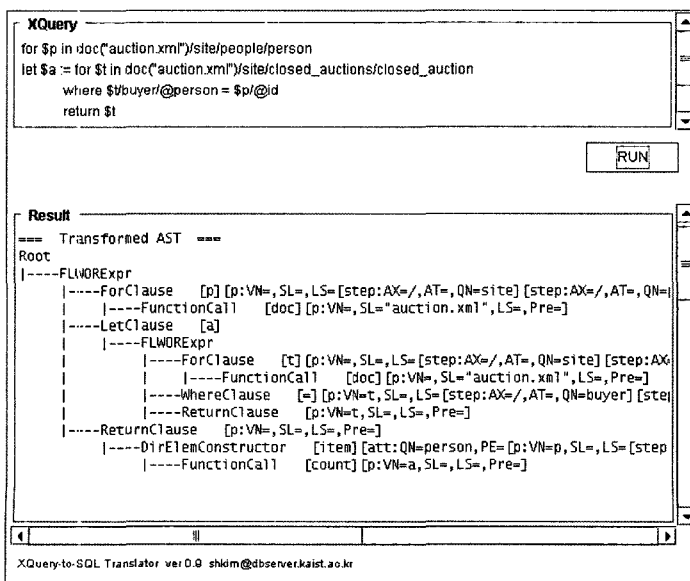 XQuery
for $p in doc("auction.xml")/site/people/person
let $a := for $t in doc("auction.xml")/site/closed_auctions/closed_auction
where $t/buyer/@person = $p/@id
return $t
RUN
Result
=== Transformed AST ===
Root
|----FLWORExpr
|----ForClause [p][p:VN=,SL=,LS=[step:AX=/,AT=,QN=site][step:AX=/,AT=,QN=
| |----FunctionCall [doc][p:VN=,SL="auction.xml",LS=,Pre=]
|----LetClause [a]
| |----FLWORExpr
| |----ForClause [t][p:VN=,SL=,LS=[step:AX=/,AT=,QN=site][step:AX
| | |----FunctionCall [doc][p:VN=,SL="auction.xml",LS=,Pre=]
| |----WhereClause [=][p:VN=t,SL=,LS=[step:AX=/,AT=,QN=buyer][step
| |----ReturnClause [p:VN=t,SL=,LS=,Pre=]
|----ReturnClause [p:VN=,SL=,LS=,Pre=]
|----DirElemConstructor [item][att:QN=person,PE=[p:VN=p,SL=,LS=[step
|----FunctionCall [count][p:VN=a,SL=,LS=,Pre=]
XQuery-to-SQL Translator ver 0.9 shkim@dbserver.kaist.ac.kr